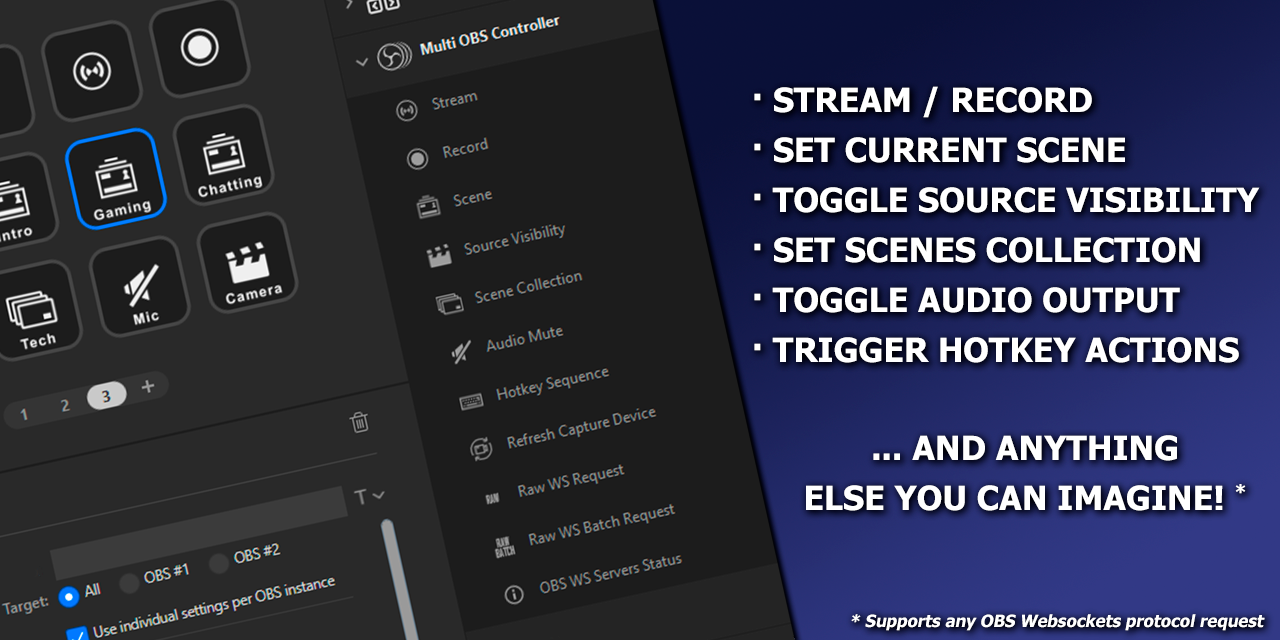 Multi OBS Controller
Stream
Record
Scene
Source Visibility
Scene Collection
Audio Mute
Hotkey Sequence
Refresh Capture Device
RAW
Raw WS Request
RAW
BATCH
Raw WS Batch Request
OBS WS Servers Status
Intro
Gaming
Chatting
Tech
Mic
Camera
1 2 3 +
T
Target: All OBS #1 OBS #2
Use individual settings per OBS instance
· STREAM / RECORD
· SET CURRENT SCENE
· TOGGLE SOURCE VISIBILITY
· SET SCENES COLLECTION
· TOGGLE AUDIO OUTPUT
· TRIGGER HOTKEY ACTIONS
... AND ANYTHING
ELSE YOU CAN IMAGINE! *
* Supports any OBS Websockets protocol request